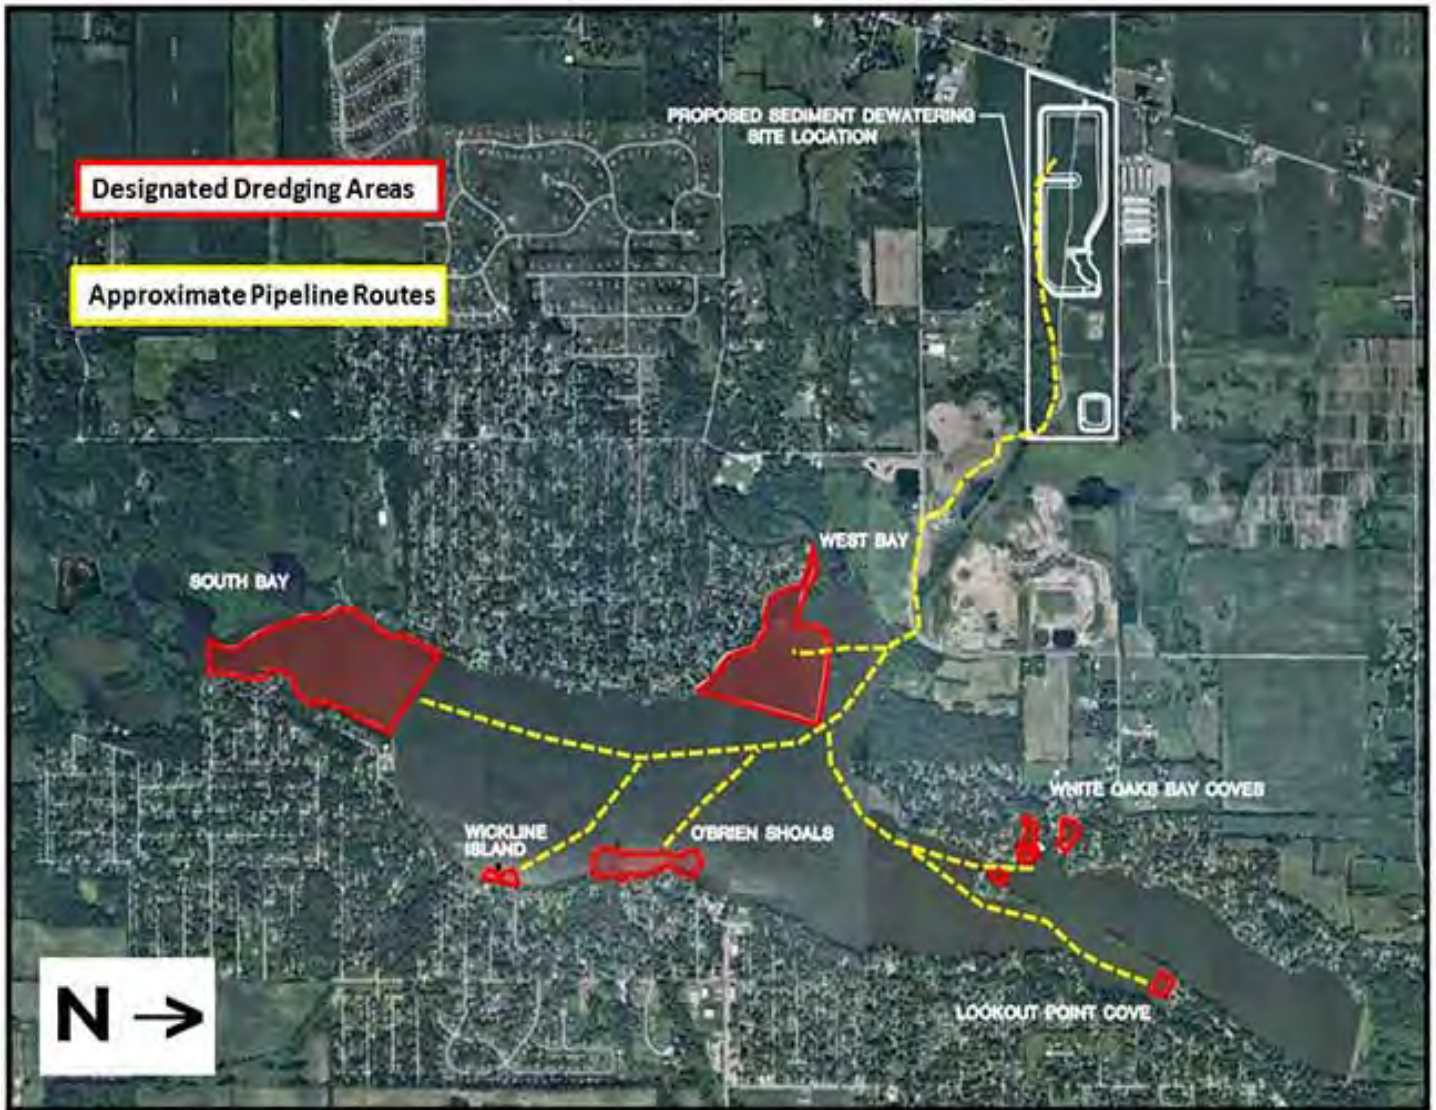 PROPOSED SEDIMENT DEWATERING
SITE LOCATION
Designated Dredging Areas
Approximate Pipeline Routes
WEST BAY
SOUTH BAY
WHITE OAKS BAY COVES
WICKLINE
ISLAND
O'BRIEN SHOALS
LOOKOUT POINT COVE
N →